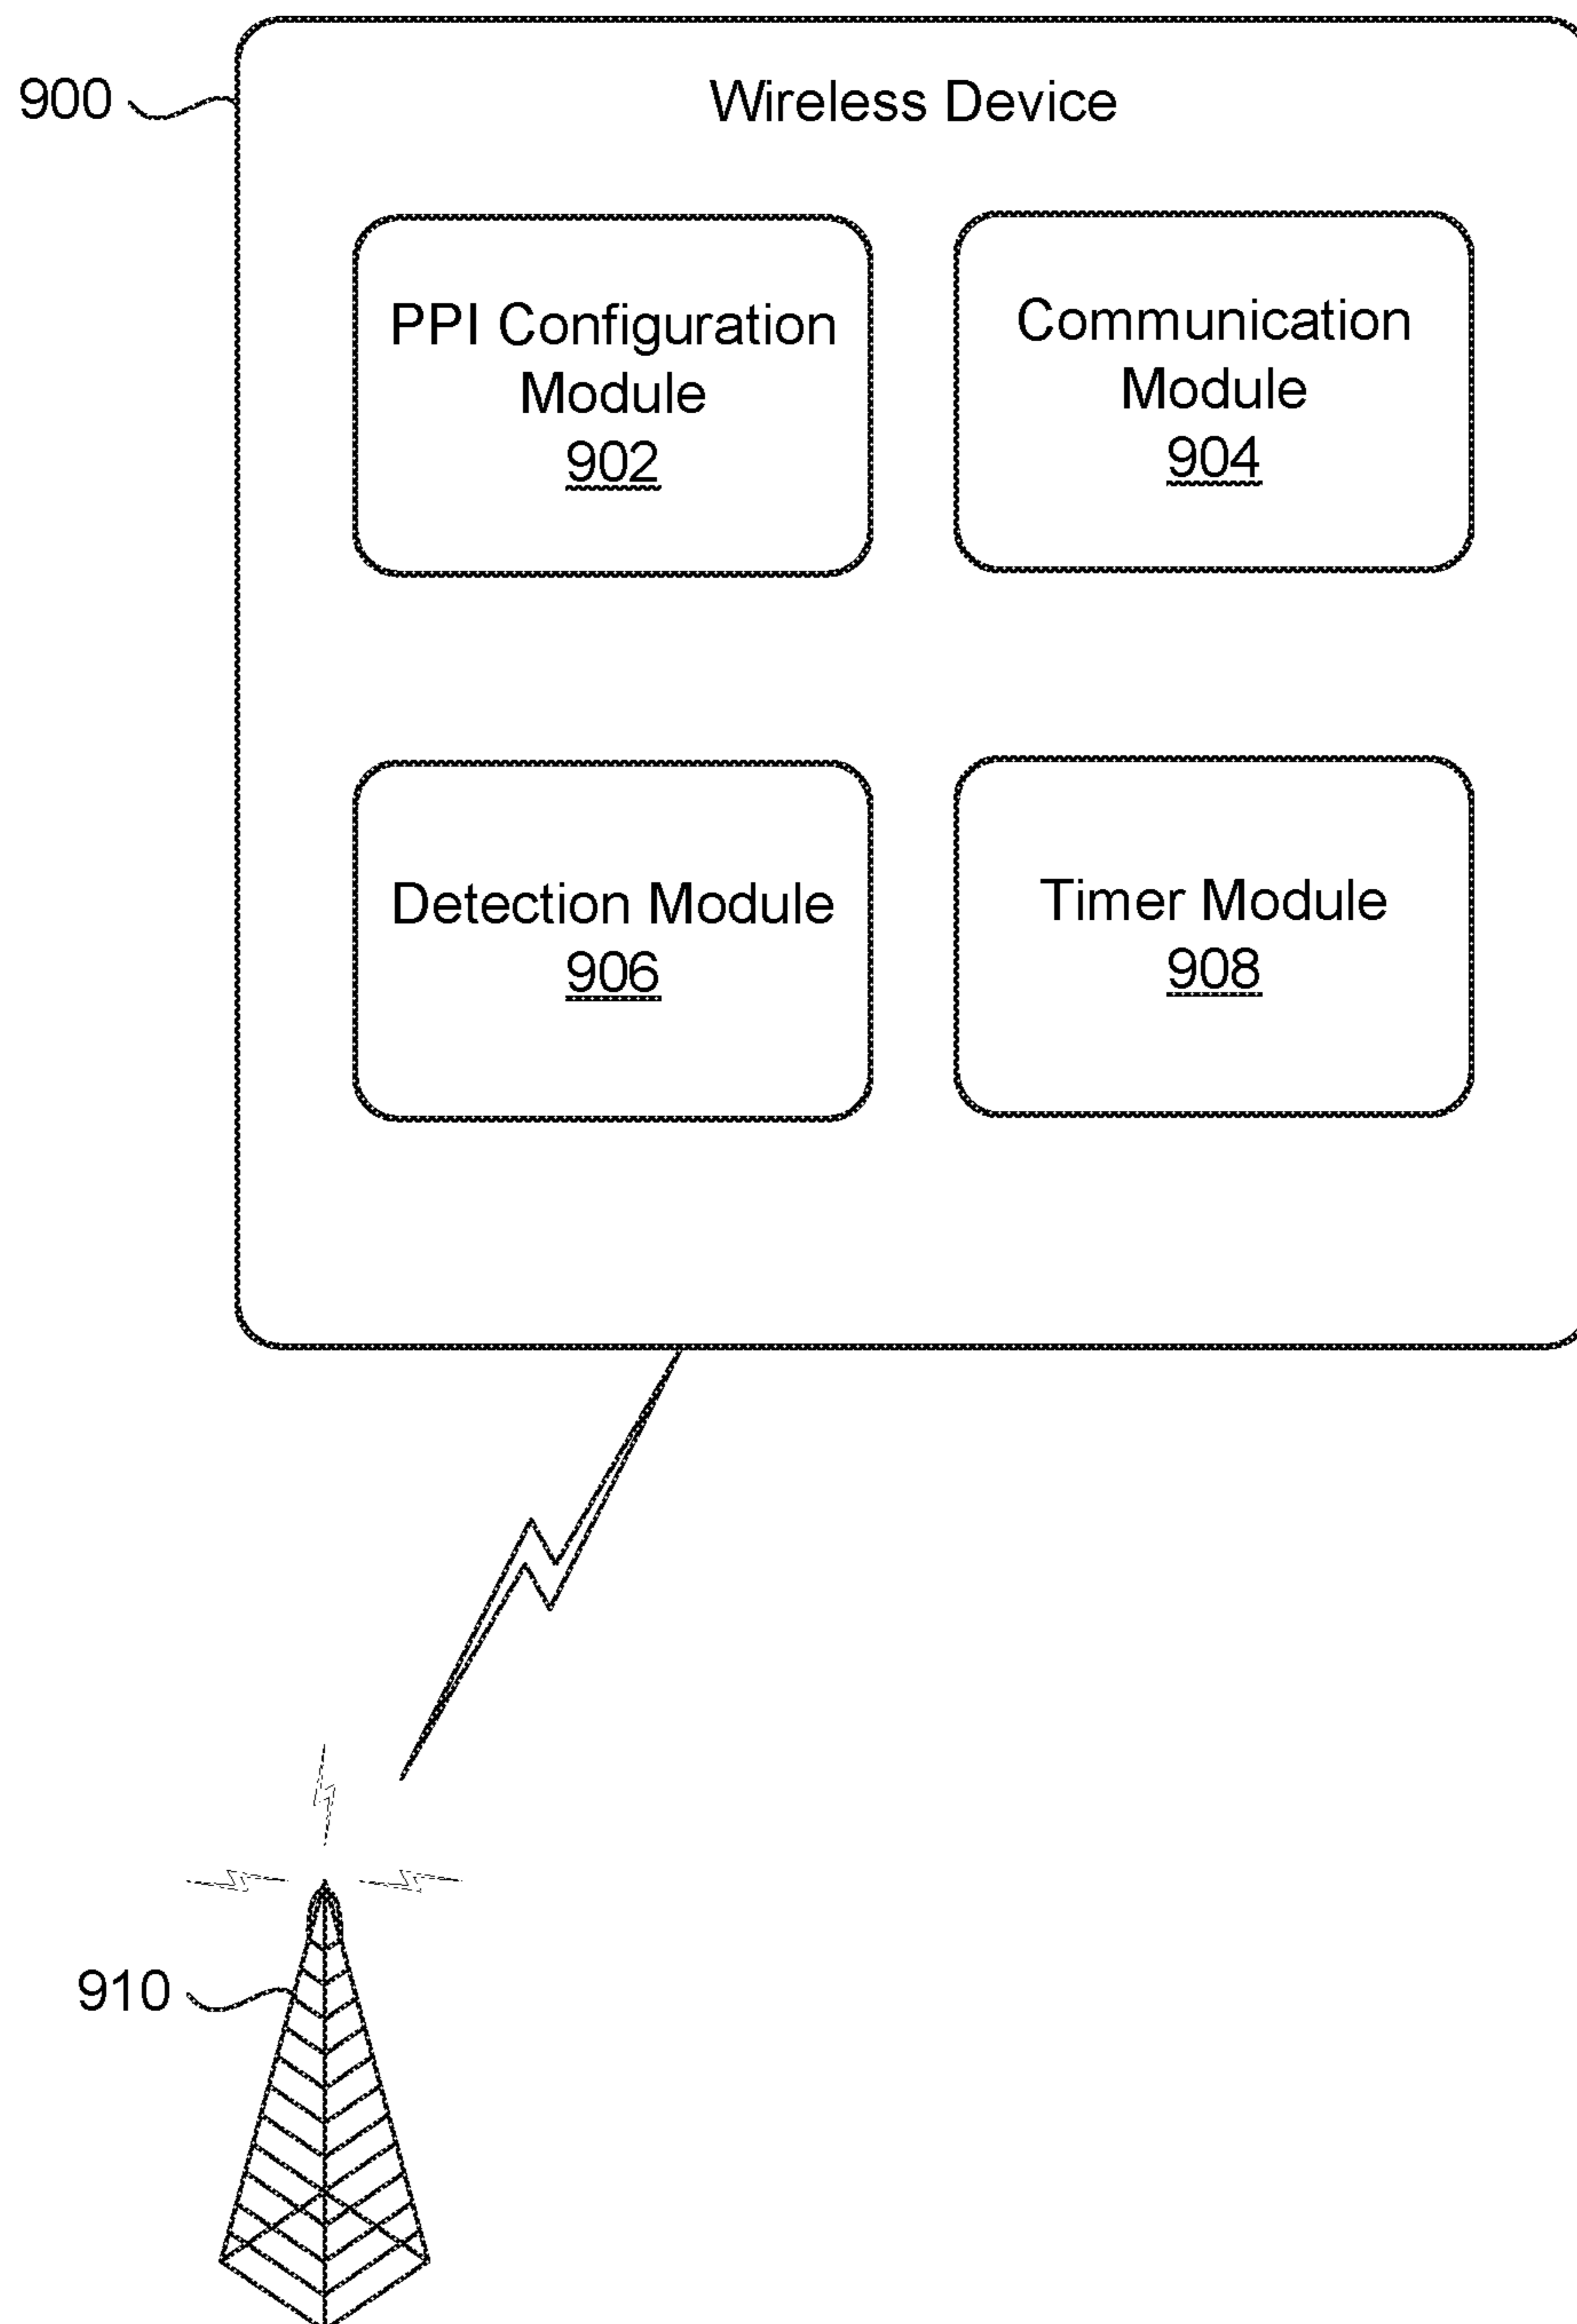 900
Wireless Device
PPI Configuration
Module
902
Communication
Module
904
Detection Module
906
Timer Module
908
910